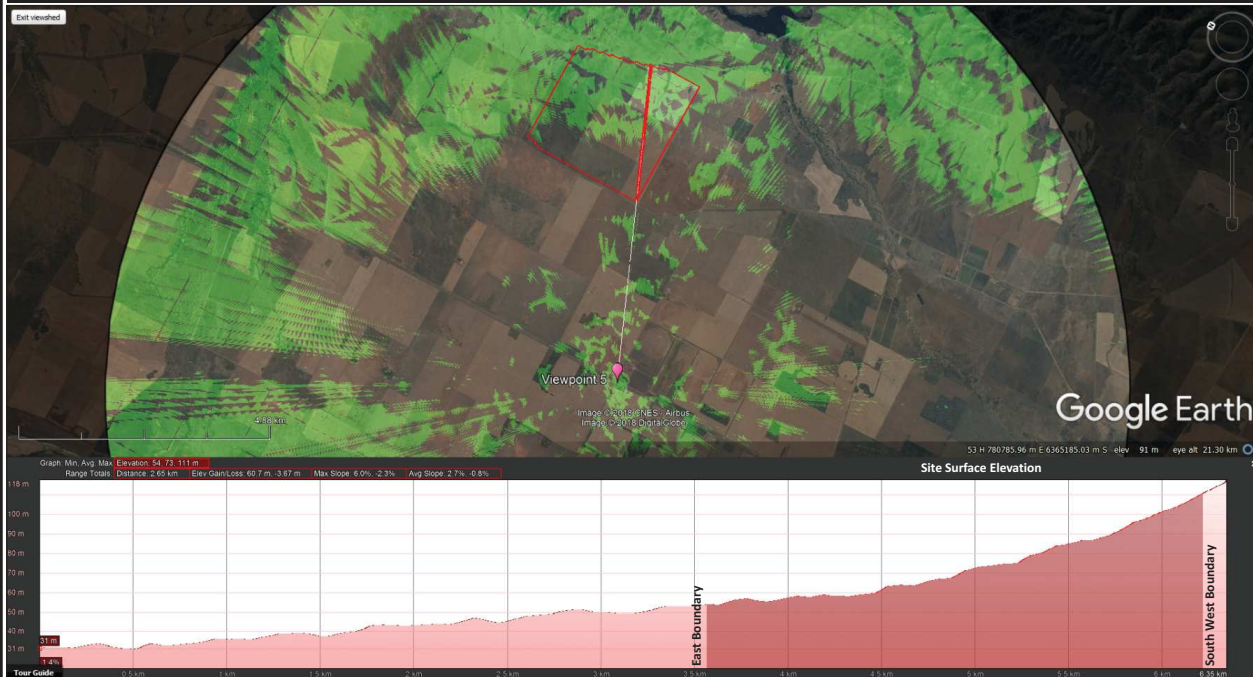 Exit viewshed
Viewpoint 5
Image © 2018 CNES / Airbus
Image © 2018 DigitalGlobe
4.88 km
Google Earth
53 H 780785.96 m E 6365185.03 m S elev 91 m eye alt 21.30 km
Graph: Min, Avg, Max Elevation: 54, 73, 111 m
Range Totals: Distance: 2.65 km Elev Gain/Loss: 60.7 m, -3.67 m Max Slope: 6.0%, -2.3% Avg Slope: 2.7%, -0.8%
Site Surface Elevation
118 m
100 m
90 m
80 m
70 m
60 m
50 m
40 m
31 m
31 m
1.4%
East Boundary
South West Boundary
Tour Guide
0.5 km 1 km 1.5 km 2 km 2.5 km 3 km 3.5 km 4 km 4.5 km 5 km 5.5 km 6 km 6.35 km